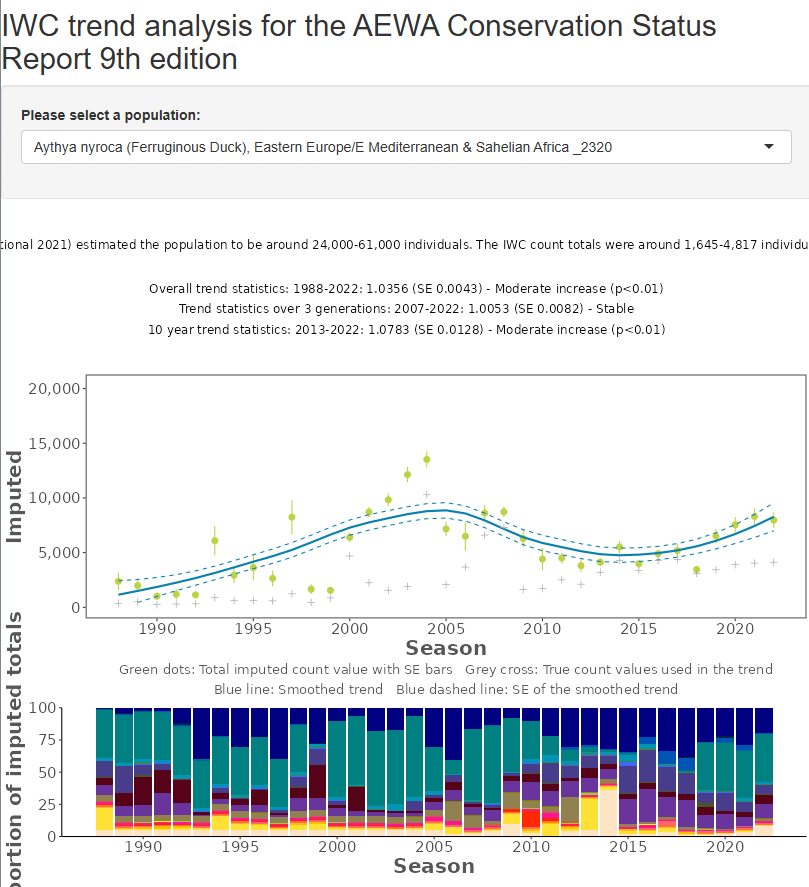 IWC trend analysis for the AEWA Conservation Status
Report 9th edition
Please select a population:
Aythya nyroca (Ferruginous Duck), Eastern Europe/E Mediterranean & Sahelian Africa _2320
2021) estimated the population to be around 24,000-61,000 individuals. The IWC count totals were around 1,645-4,817
Overall trend statistics: 1988-2022: 1.0356 (SE 0.0043) - Moderate increase (p<0.01)
Trend statistics over 3 generations: 2007-2022: 1.0053 (SE 0.0082) - Stable
10 year trend statistics: 2013-2022: 1.0783 (SE 0.0128) - Moderate increase (p<0.01)
Imputed
20,000
15,000
10,000
5,000
0
1990 1995 2000 2005 2010 2015 2020
Season
Green dots: Total imputed count value with SE bars Grey cross: True count values used in the trend
Blue line: Smoothed trend Blue dashed line: SE of the smoothed trend
of imputed totals
100
75
50
25
0
1990 1995 2000 2005 2010 2015 2020
Season